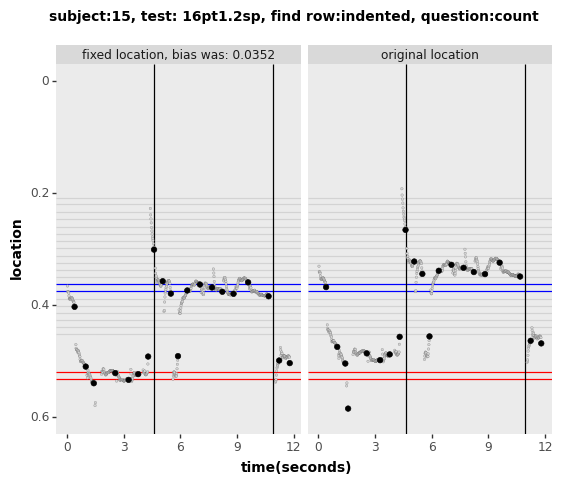 subject:15, test: 16pt1.2sp, find row:indented, question:count
fixed location, bias was: 0.0352
original location
0
0.2
0.4
0.6
location
0 3 6 9 12
0 3 6 9 12
time(seconds)